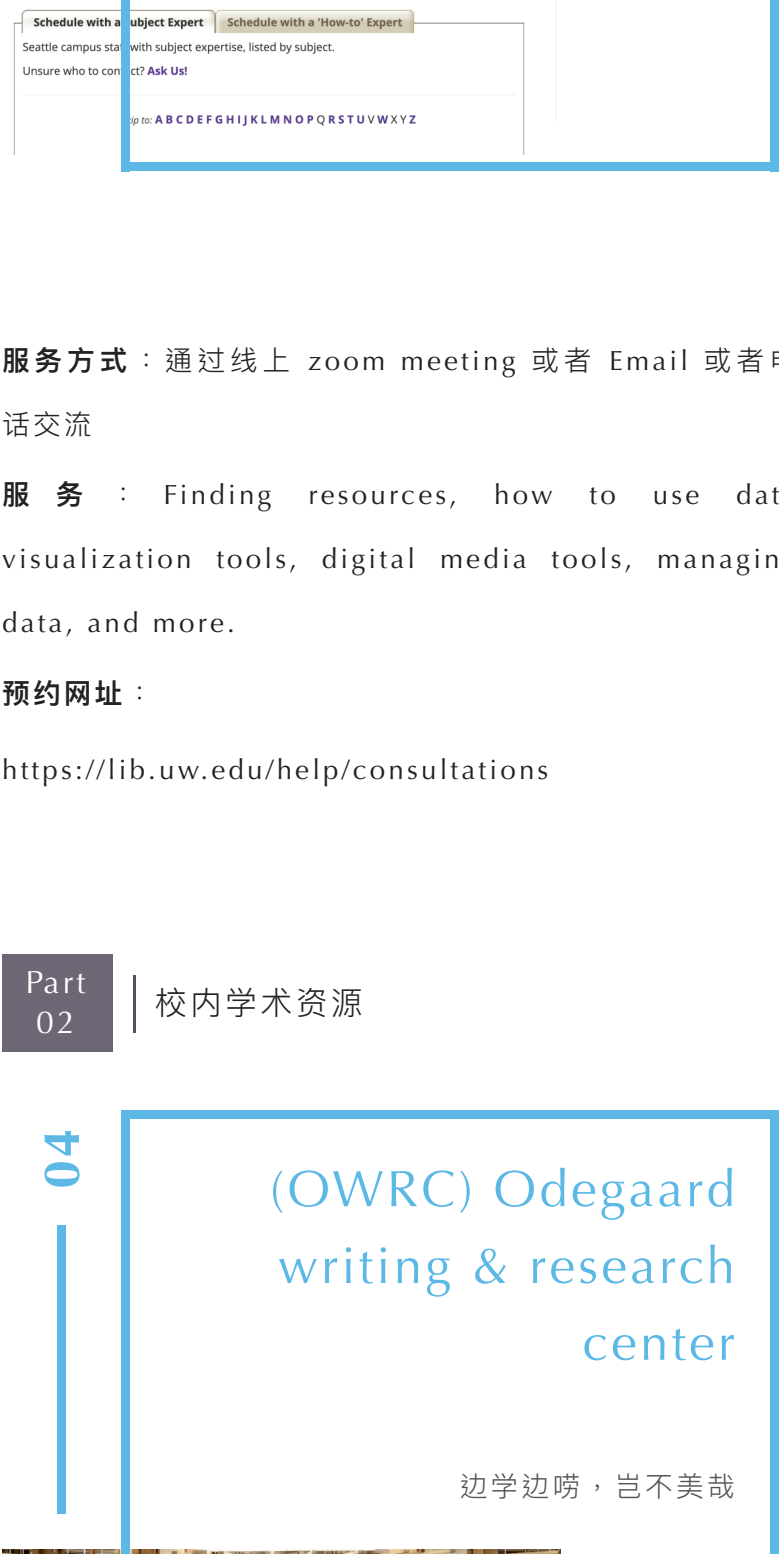 Schedule with a ubject Expert Schedule with a 'How-to' Expert
Seattle campus sta with subject expertise, listed by subject.
Unsure who to con ct? Ask Us!
ip to: A B C D E F G H I J K L M N O P Q R S T U V W X Y Z
服务方式：通过线上 zoom meeting 或者 Email 或者
话交流
服务：Finding resources, how to use dat
visualization tools, digital media tools, managin
data, and more.
预约网址：
https://lib.uw.edu/help/consultations
Part
02
校内学术资源
04
(OWRC) Odegaard
writing & research
center
边学边唠，岂不美哉